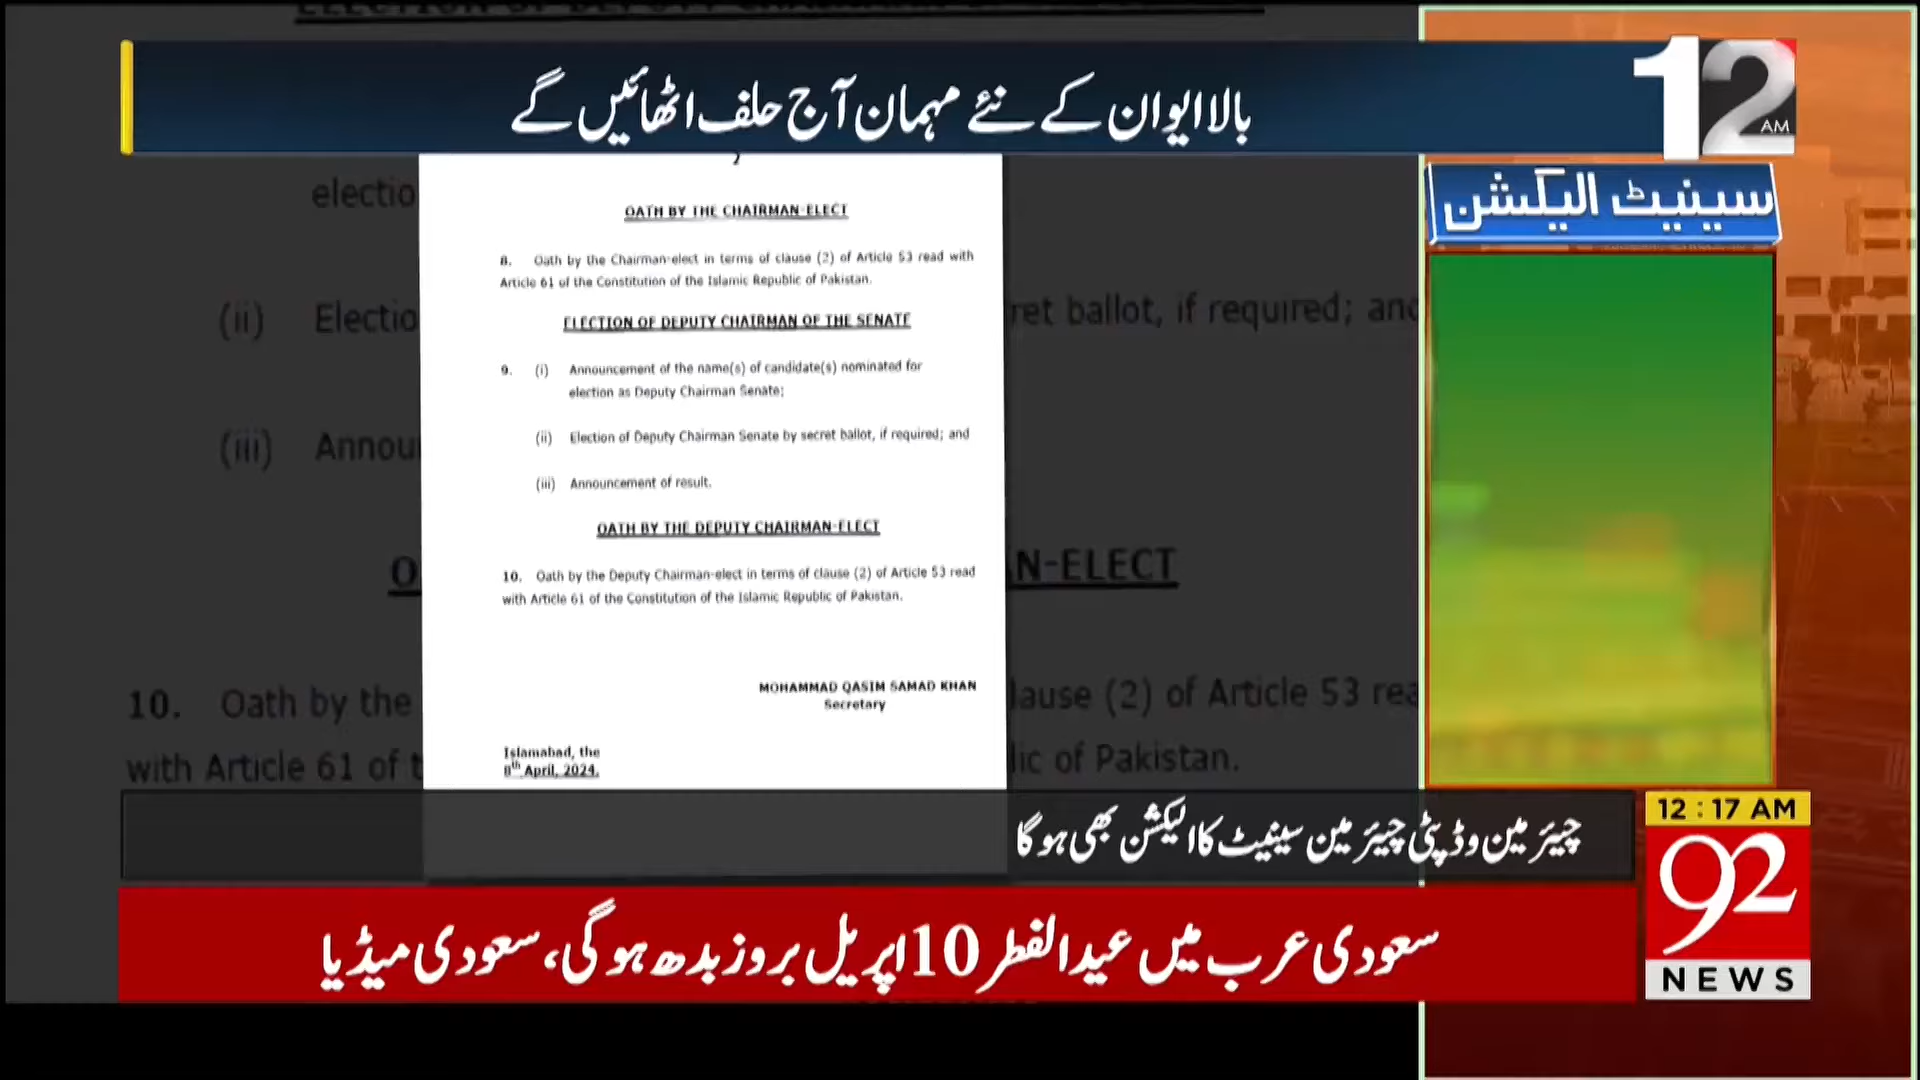 ELECTION OF DEPUTY CHAIRMAN OF THE SENATE
بالا ایوان کے نئے مہمان آج حلف اٹھائیں گے
12
AM
سینیٹ الیکشن
OATH BY THE CHAIRMAN-ELECT
8. Oath by the Chairman-elect in terms of clause (2) of Article 53 read with
Article 61 of the Constitution of the Islamic Republic of Pakistan.
ELECTION OF DEPUTY CHAIRMAN OF THE SENATE
9. (i) Announcement of the name(s) of candidate(s) nominated for
election as Deputy Chairman Senate;
(ii) Election of Deputy Chairman Senate by secret ballot, if required; and
(iii) Announcement of result.
OATH BY THE DEPUTY CHAIRMAN-ELECT
10. Oath by the Deputy Chairman-elect in terms of clause (2) of Article 53 read
with Article 61 of the Constitution of the Islamic Republic of Pakistan.
MOHAMMAD QASIM SAMAD KHAN
Secretary
Islamabad, the
8th April, 2024.
electio
(ii) Electio ret ballot, if required; and
(iii) Annou
O N-ELECT
10. Oath by the lause (2) of Article 53 rea
with Article 61 of t lic of Pakistan.
چیئرمین وڈپٹی چیئرمین سینیٹ کا الیکشن بھی ہوگا
12:17 AM
92
NEWS
سعودی عرب میں عیدالفطر 10 اپریل بروز بدھ ہوگی، سعودی میڈیا